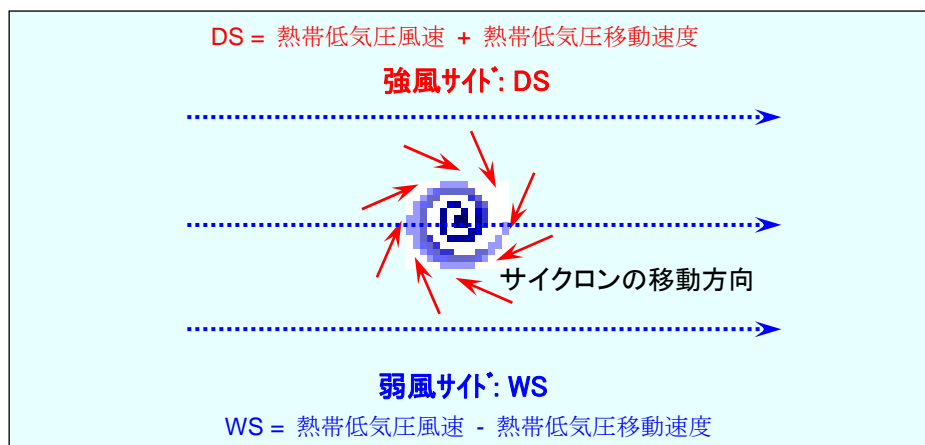 DS = 熱帯低気圧風速 + 熱帯低気圧移動速度
強風サイド: DS
サイクロンの移動方向
弱風サイド: WS
WS = 熱帯低気圧風速 - 熱帯低気圧移動速度